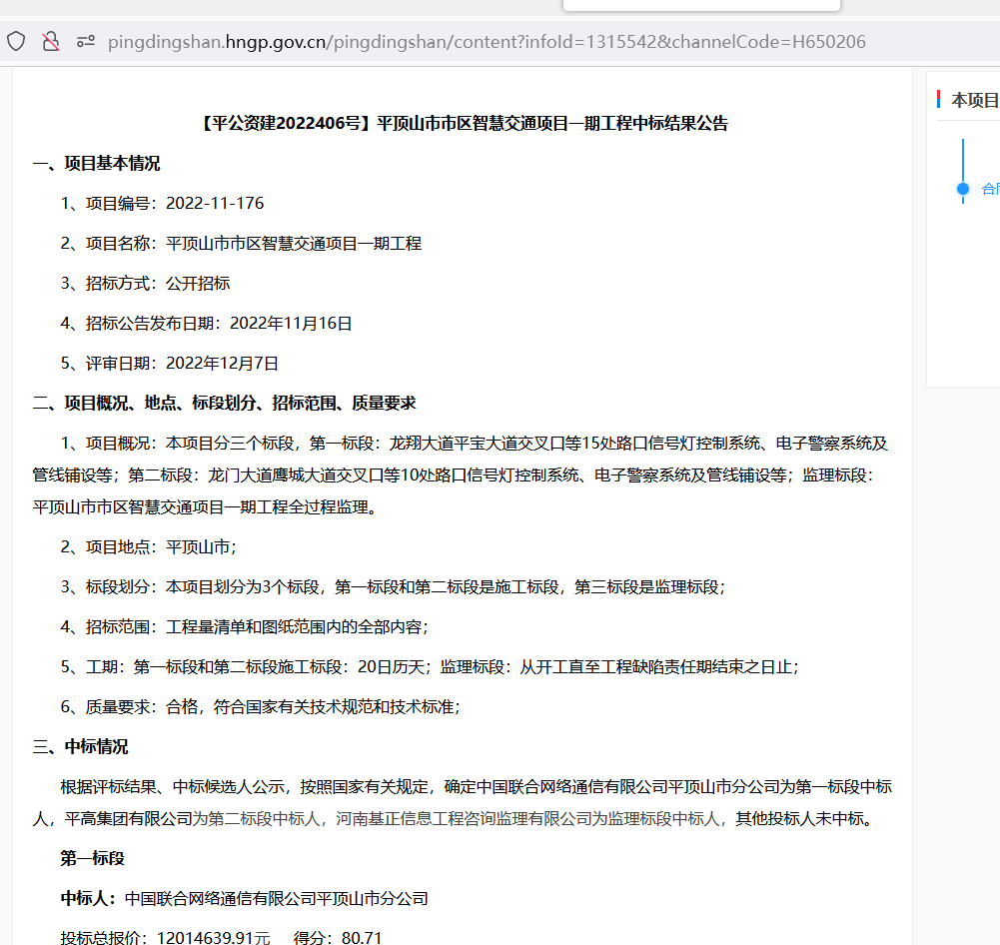 pingdingshan.hngp.gov.cn/pingdingshan/content?infoId=1315542&channelCode=H650206
【平公资建2022406号】平顶山市市区智慧交通项目一期工程中标结果公告
一、项目基本情况
1、项目编号：2022-11-176
2、项目名称：平顶山市市区智慧交通项目一期工程
3、招标方式：公开招标
4、招标公告发布日期：2022年11月16日
5、评审日期：2022年12月7日
二、项目概况、地点、标段划分、招标范围、质量要求
1、项目概况：本项目分三个标段，第一标段：龙翔大道平宝大道交叉口等15处路口信号灯控制系统、电子警察系统及
管线铺设等；第二标段：龙门大道鹰城大道交叉口等10处路口信号灯控制系统、电子警察系统及管线铺设等；监理标段：
平顶山市市区智慧交通项目一期工程全过程监理。
2、项目地点：平顶山市；
3、标段划分：本项目划分为3个标段，第一标段和第二标段是施工标段，第三标段是监理标段；
4、招标范围：工程量清单和图纸范围内的全部内容；
5、工期：第一标段和第二标段施工标段：20日历天；监理标段：从开工直至工程缺陷责任期结束之日止；
6、质量要求：合格，符合国家有关技术规范和技术标准；
三、中标情况
根据评标结果、中标候选人公示，按照国家有关规定，确定中国联合网络通信有限公司平顶山市分公司为第一标段中标
人，平高集团有限公司为第二标段中标人，河南基正信息工程咨询监理有限公司为监理标段中标人，其他投标人未中标。
第一标段
中标人：中国联合网络通信有限公司平顶山市分公司
投标总报价：12014639.91元 得分：80.71
本项目
合